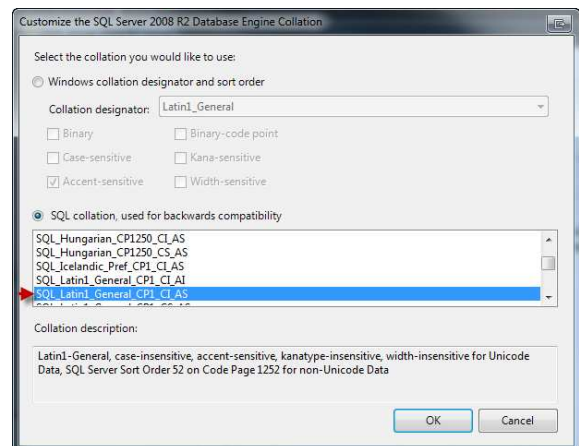 Customize the SQL Server 2008 R2 Database Engine Collation
Select the collation you would like to use:
Windows collation designator and sort order
Collation designator: Latin1_General
Binary Binary-code point
Case-sensitive Kana-sensitive
Accent-sensitive Width-sensitive
SQL collation, used for backwards compatibility
SQL_Hungarian_CP1250_CI_AS
SQL_Hungarian_CP1250_CS_AS
SQL_Icelandic_Pref_CP1_CI_AS
SQL_Latin1_General_CP1_CI_AI
SQL_Latin1_General_CP1_CI_AS
Collation description:
Latin1-General, case-insensitive, accent-sensitive, kanatype-insensitive, width-insensitive for Unicode
Data, SQL Server Sort Order 52 on Code Page 1252 for non-Unicode Data
OK Cancel